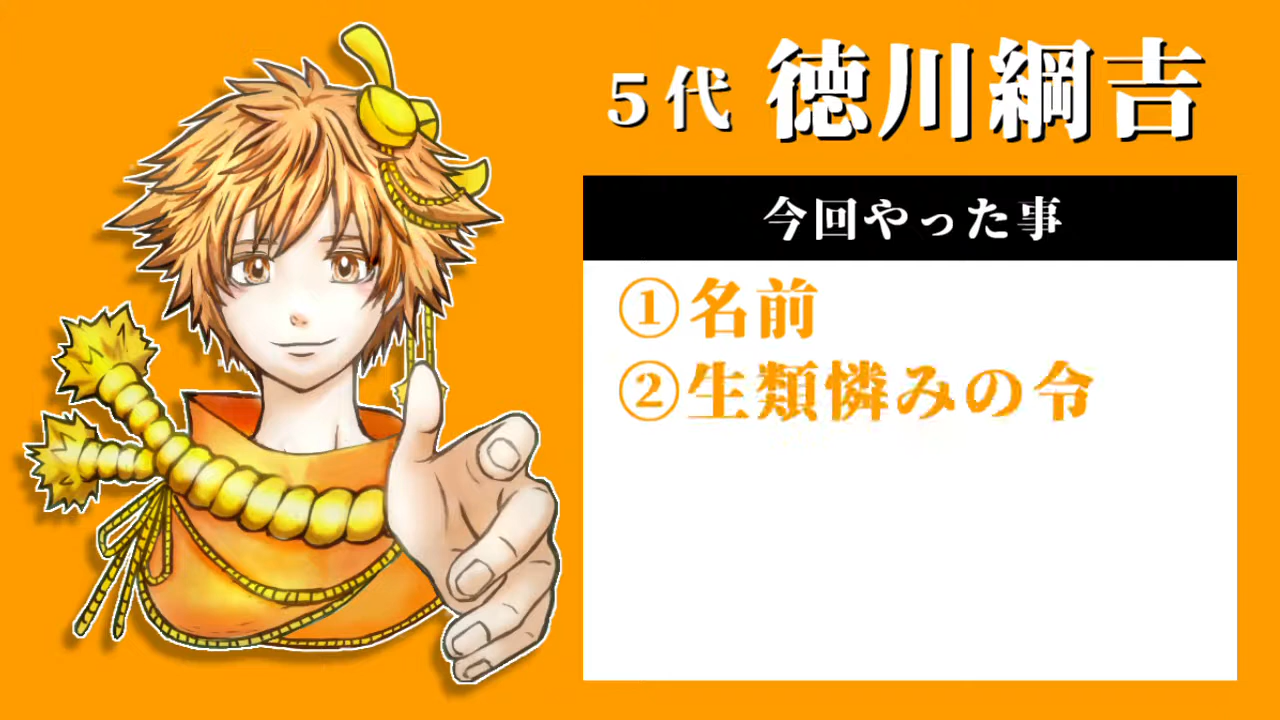 5代 徳川綱吉
今回やった事
①名前
②生類憐みの令